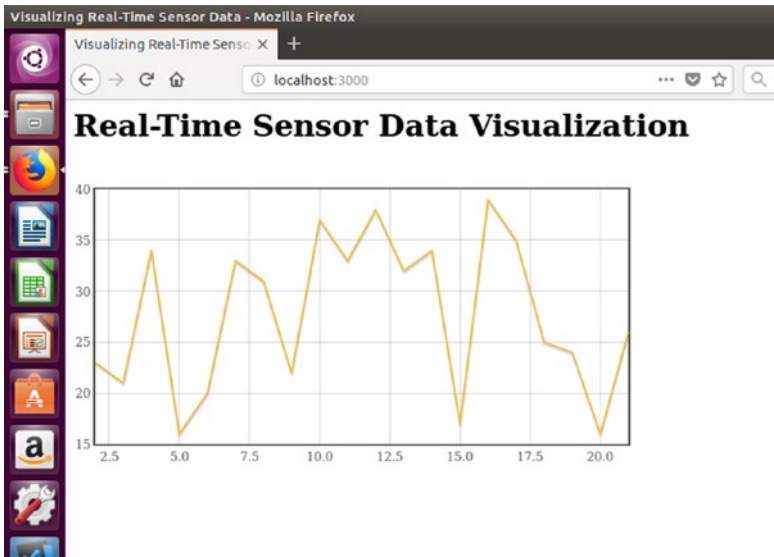 Visualizing Real-Time Sensor Data - Mozilla Firefox
Visualizing Real-Time Senso
localhost:3000
Real-Time Sensor Data Visualization
40
35
30
25
20
15
2.5 5.0 7.5 10.0 12.5 15.0 17.5 20.0
a